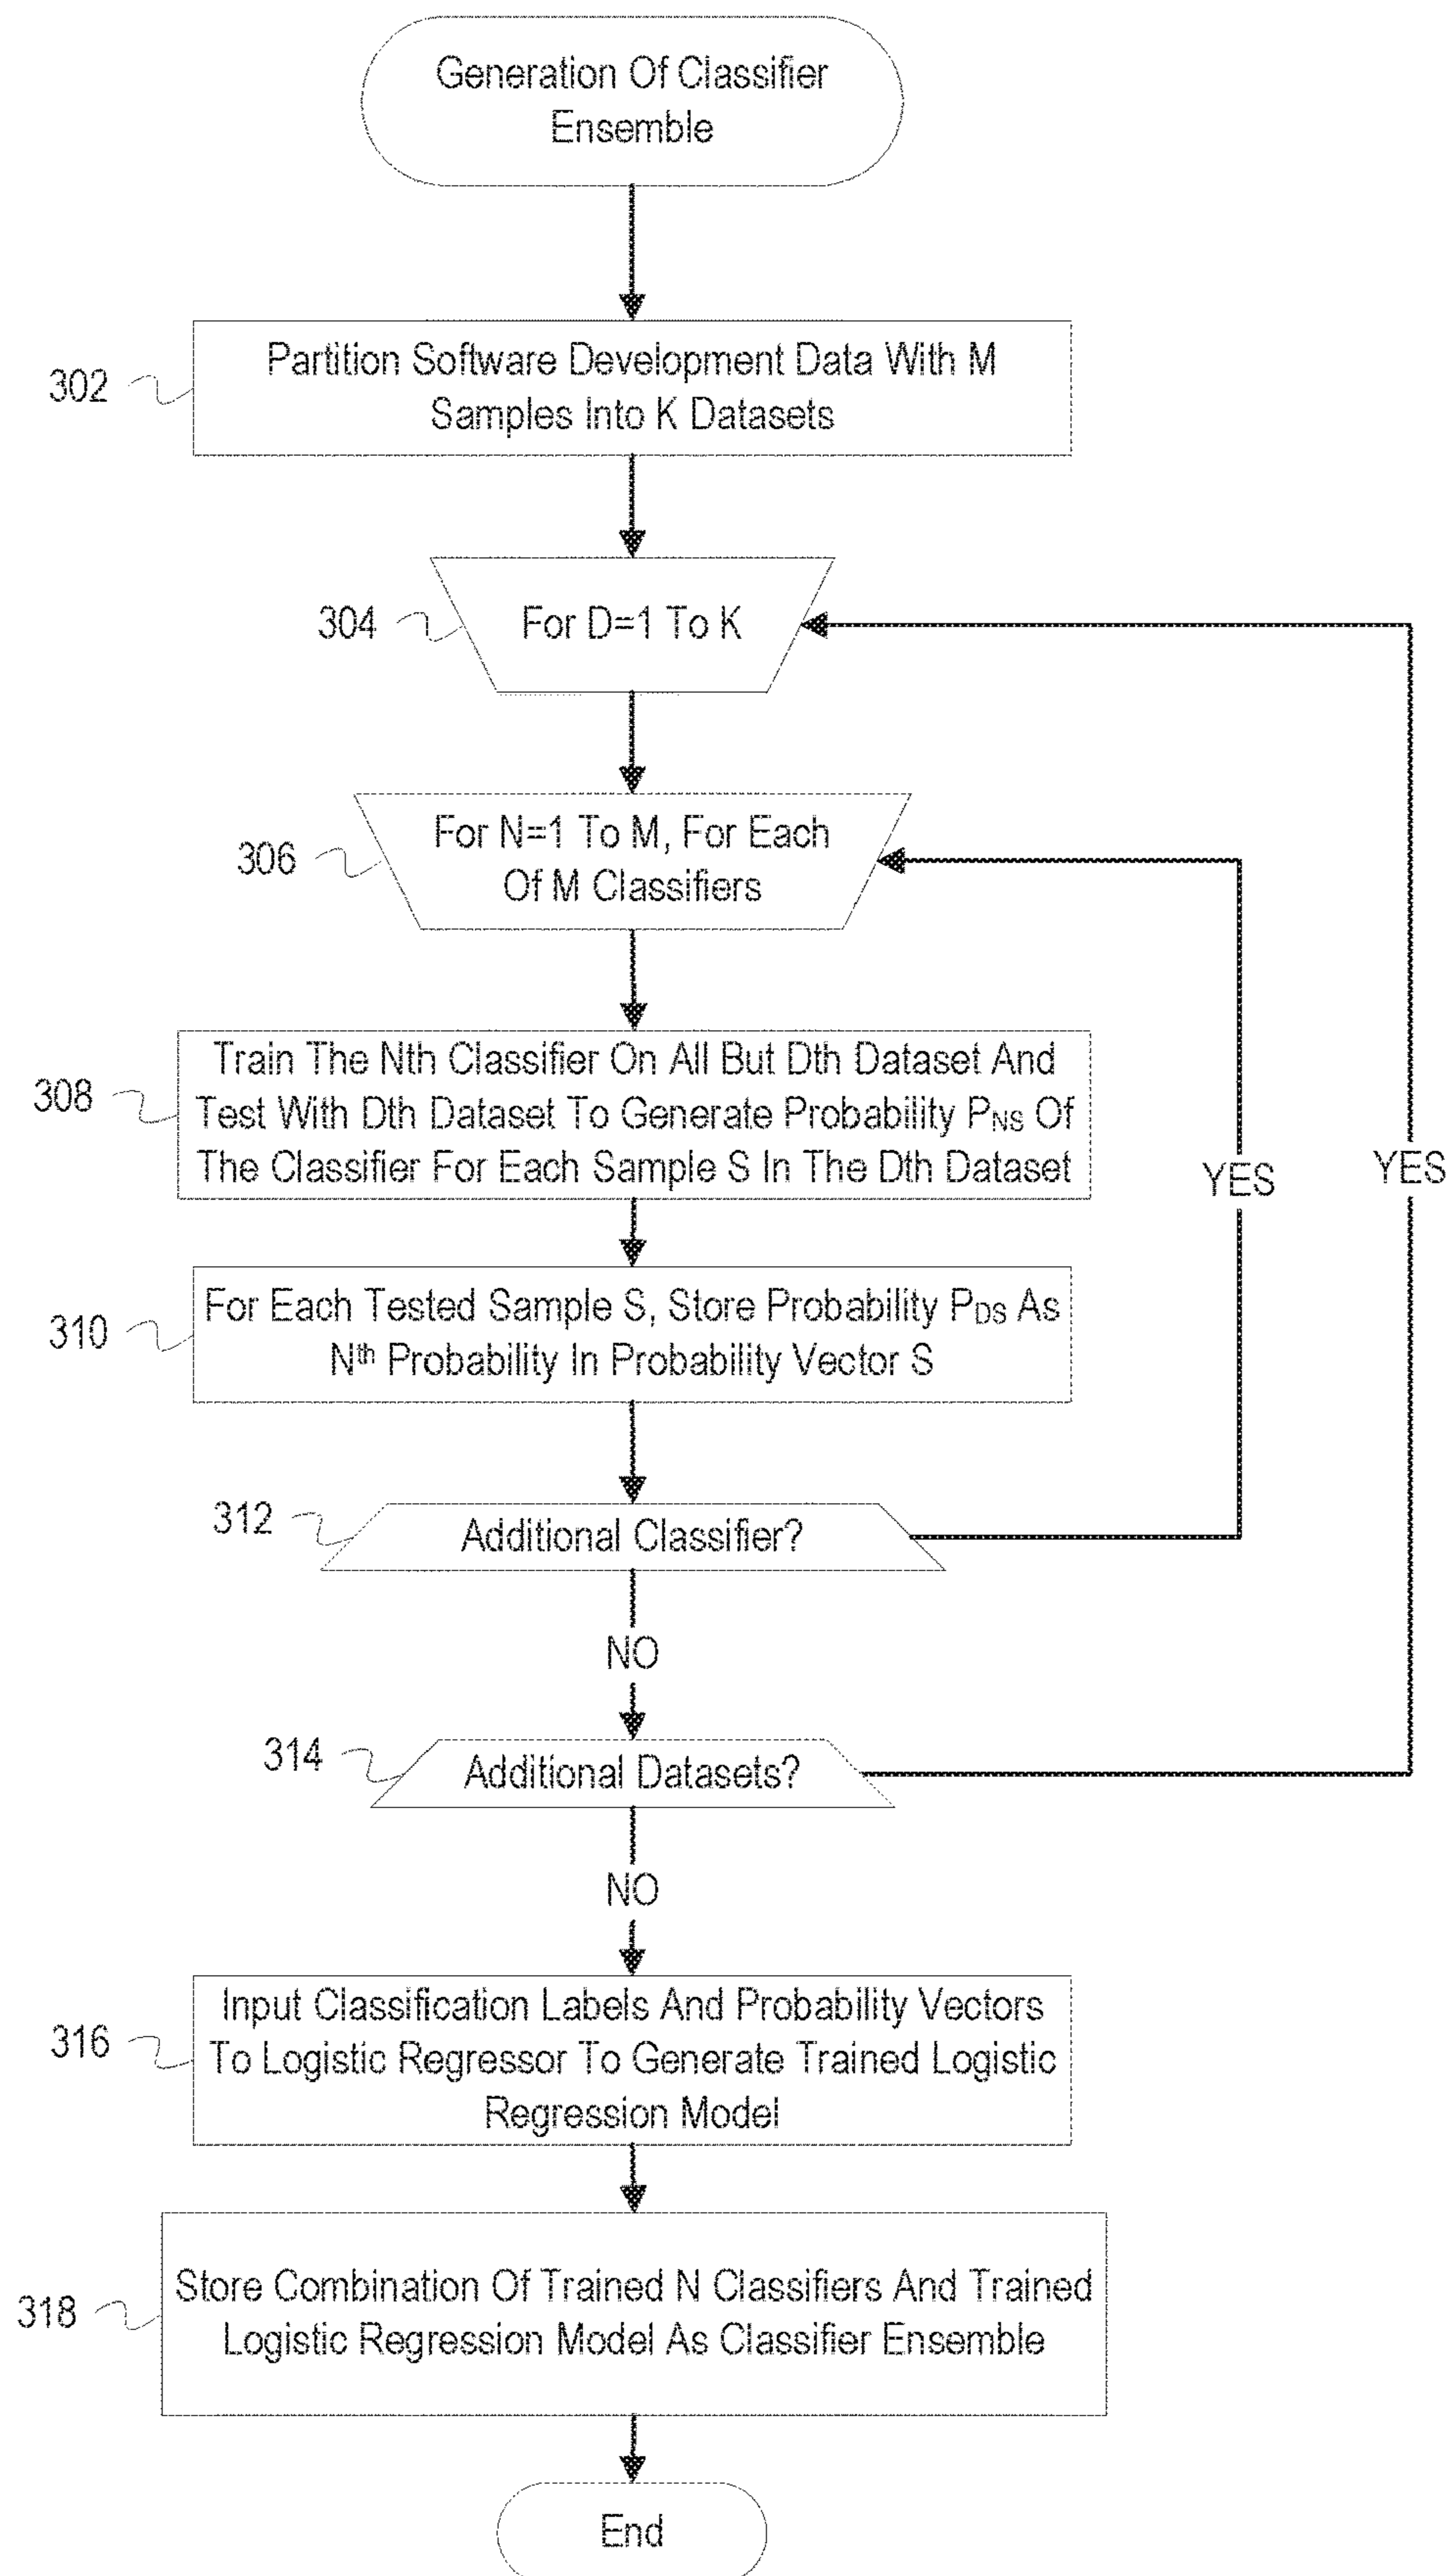 Generation Of Classifier
Ensemble
302
Partition Software Development Data With M
Samples Into K Datasets
304
For D=1 To K
306
For N=1 To M, For Each
Of M Classifiers
308
Train The Nth Classifier On All But Dth Dataset And
Test With Dth Dataset To Generate Probability PNS Of
The Classifier For Each Sample S In The Dth Dataset
YES
YES
310
For Each Tested Sample S, Store Probability PDS As
Nth Probability In Probability Vector S
312
Additional Classifier?
NO
314
Additional Datasets?
NO
316
Input Classification Labels And Probability Vectors
To Logistic Regressor To Generate Trained Logistic
Regression Model
318
Store Combination Of Trained N Classifiers And Trained
Logistic Regression Model As Classifier Ensemble
End